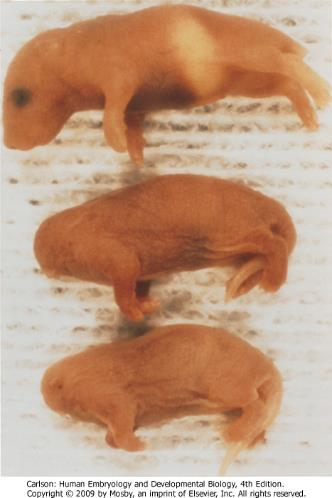 Carlson: Human Embryology and Developmental Biology, 4th Edition.
Copyright © 2009 by Mosby, an imprint of Elsevier, Inc. All rights reserved.